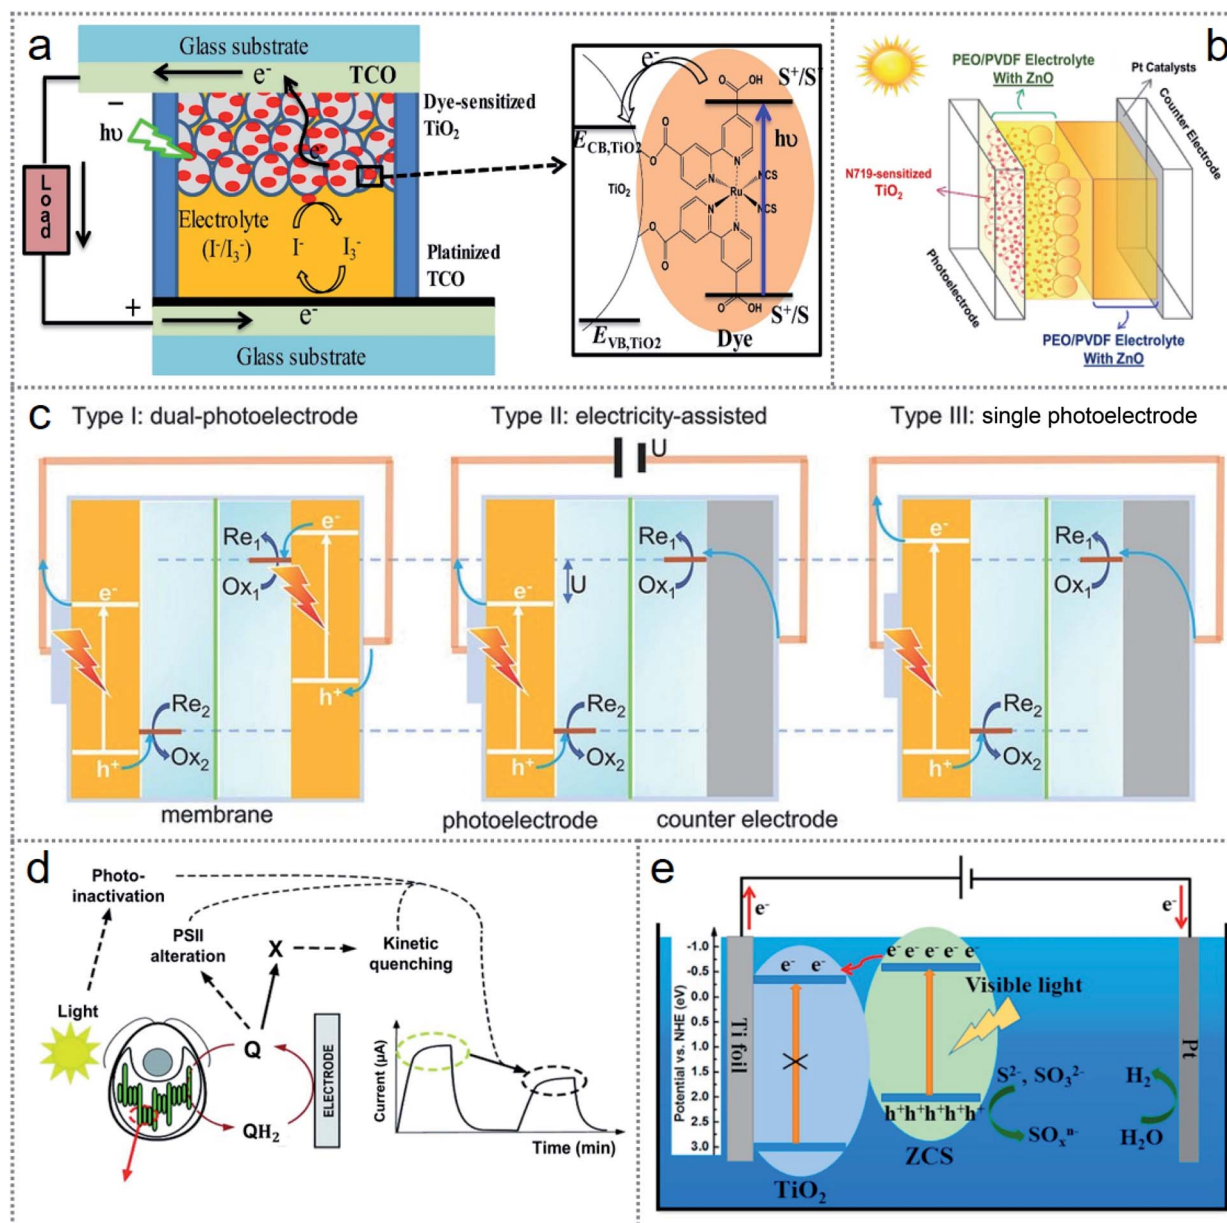 a
Glass substrate
e⁻
TCO
−
hυ
Dye-sensitized
TiO₂
e⁻
Load
Electrolyte
(I⁻/I₃⁻)
I⁻
I₃⁻
Platinized
TCO
+
e⁻
Glass substrate
e⁻
S⁺/S
OH
O
E_CB,TiO2
O
O
hυ
N
N
NCS
TiO₂
Ru
N
N
NCS
O
O
O
OH
S⁺/S
E_VB,TiO2
Dye
b
PEO/PVDF Electrolyte
With ZnO
Pt Catalysts
Counter Electrode
N719-sensitized
TiO₂
Photoelectrode
PEO/PVDF Electrolyte
With ZnO
c
Type I: dual-photoelectrode
Type II: electricity-assisted
Type III: single photoelectrode
U
e⁻
Re₁
Ox₁
e⁻
h⁺
Re₂
Ox₂
h⁺
membrane
Re₁
Ox₁
U
e⁻
Re₂
Ox₂
h⁺
photoelectrode
counter electrode
e⁻
Re₁
Ox₁
Re₂
Ox₂
h⁺
d
Photo-
inactivation
PSII
alteration
X
Kinetic
quenching
Light
Q
QH₂
ELECTRODE
Current (µA)
Time (min)
e
e⁻
e⁻
Potential vs. NHE (eV)
-1.0
-0.5
0.0
0.5
1.0
1.5
2.0
3.0
Ti foil
e⁻ e⁻
e⁻ e⁻ e⁻ e⁻ e⁻
Visible light
Pt
S²⁻, SO₃²⁻
H₂
h⁺h⁺h⁺h⁺h⁺
SOₓⁿ⁻
H₂O
ZCS
TiO₂